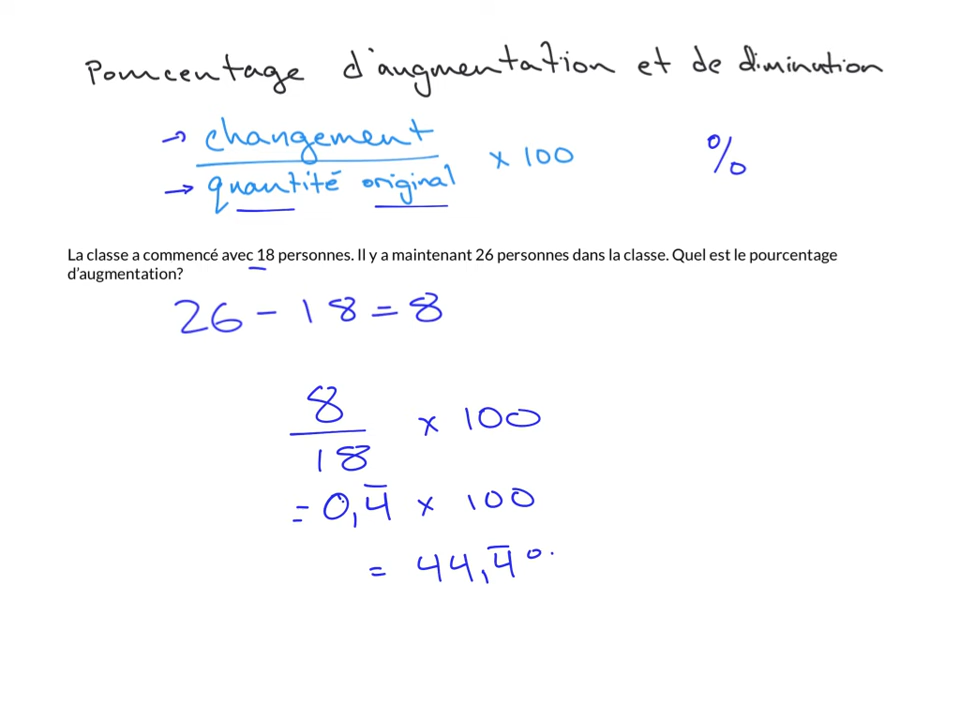 Pourcentage d'augmentation et de diminution
→ changement
→ quantité original × 100 %
La classe a commencé avec 18 personnes. Il y a maintenant 26 personnes dans la classe. Quel est le pourcentage
d'augmentation?
26 - 18 = 8
8
18 × 100
= 0,4̅ × 100
= 44,4̅